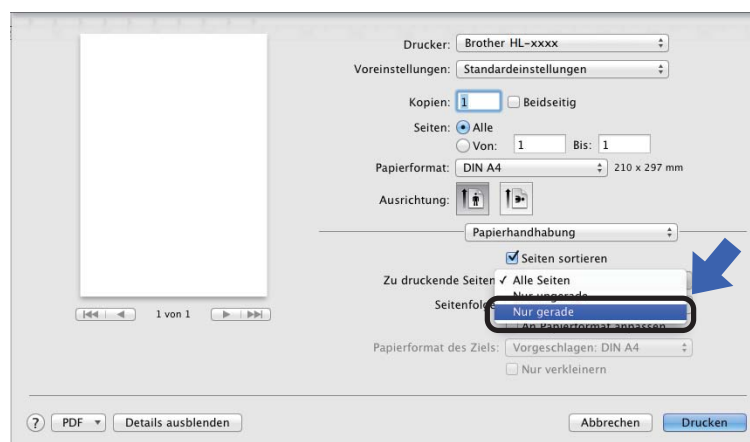 Drucker: Brother HL-xxxx
Voreinstellungen: Standardeinstellungen
Kopien: 1 Beidseitig
Seiten: Alle
Von: 1 Bis: 1
Papierformat: DIN A4 210 x 297 mm
Ausrichtung:
Papierhandhabung
Seiten sortieren
Zu druckende Seiten ✓ Alle Seiten
Nur ungerade
Seitenfolge
Nur gerade
An Papierformat anpassen
1 von 1
Papierformat des Ziels: Vorgeschlagen: DIN A4
Nur verkleinern
? PDF Details ausblenden Abbrechen Drucken